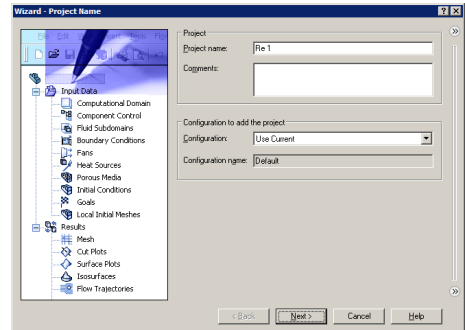 Wizard - Project Name
Project
Project name:
Re 1
Comments:
Configuration to add the project
Configuration:
Use Current
Configuration name:
Default
Input Data
Computational Domain
Component Control
Fluid Subdomains
Boundary Conditions
Fans
Heat Sources
Porous Media
Initial Conditions
Goals
Local Initial Meshes
Results
Mesh
Cut Plots
Surface Plots
Isosurfaces
Flow Trajectories
< Back
Next >
Cancel
Help